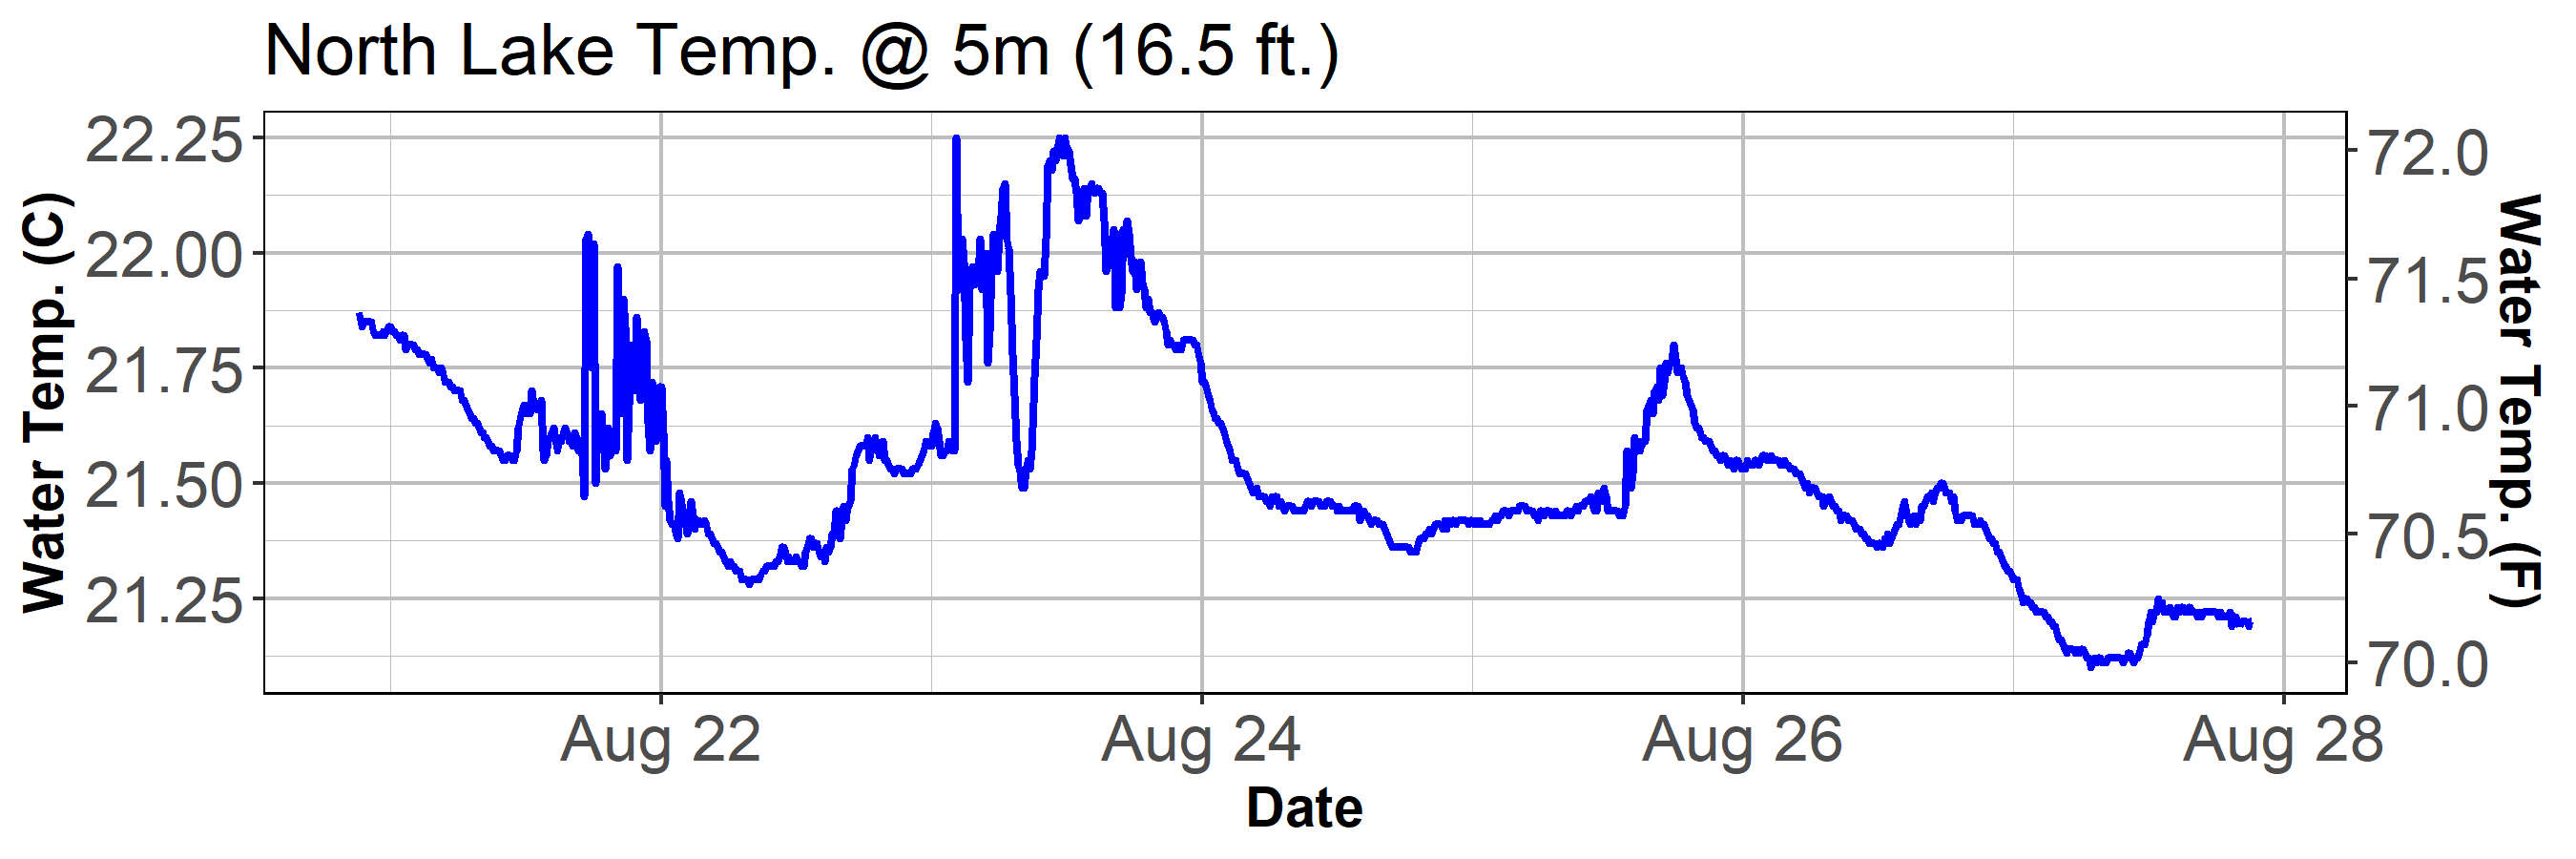 North Lake Temp. @ 5m (16.5 ft.)
Water Temp. (C)
22.25
22.00
21.75
21.50
21.25
72.0
71.5
71.0
70.5
70.0
Water Temp. (F)
Aug 22 Aug 24 Aug 26 Aug 28
Date